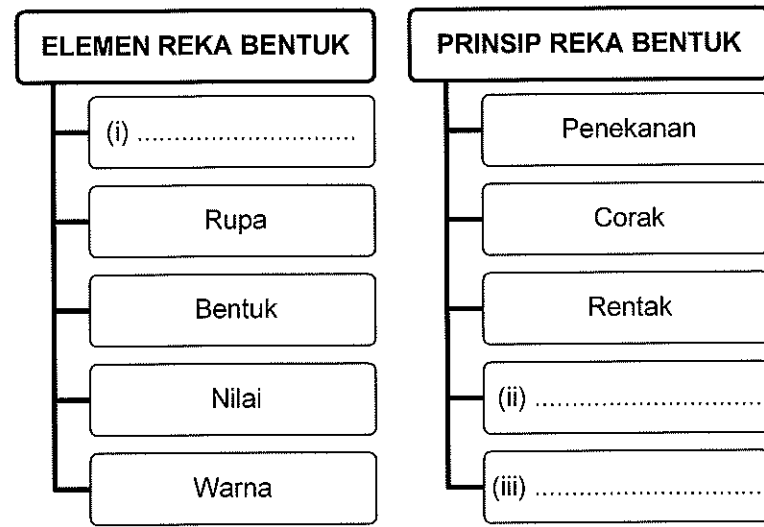 ELEMEN REKA BENTUK
(i) ..............................
Rupa
Bentuk
Nilai
Warna
PRINSIP REKA BENTUK
Penekanan
Corak
Rentak
(ii) ..............................
(iii) ..............................